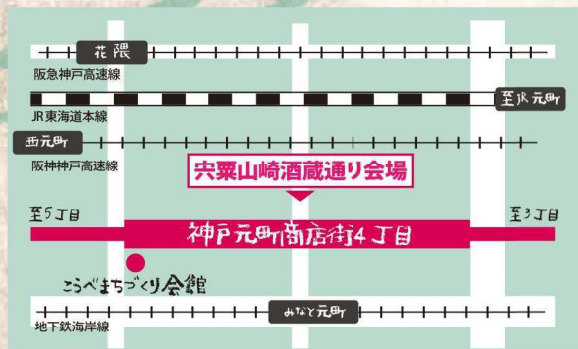 花隈
阪急神戸高速線
JR東海道本線
至JR元町
西元町
阪神神戸高速線
宍粟山崎酒蔵通り会場
至5丁目
神戸元町商店街4丁目
至3丁目
こうべまちづくり会館
みなと元町
地下鉄海岸線